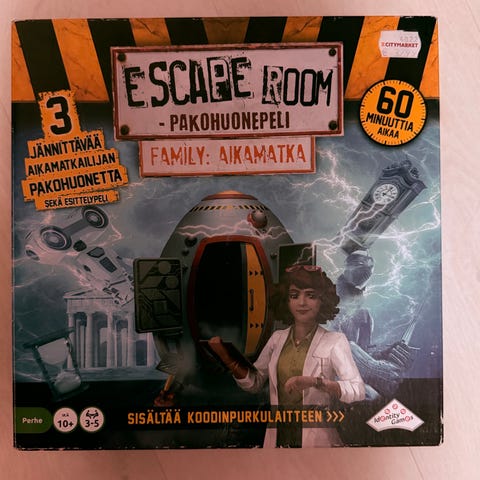 ESCAPE ROOM
- PAKOHUONEPELI
FAMILY: AIKAMATKA
3
JÄNNITTÄVÄÄ
AIKAMATKAILIJAN
PAKOHUONETTA
SEKÄ ESITTELYPELI
60
MINUUTTIA
AIKAA
CITYMARKET
SISÄLTÄÄ KOODINPURKULAITTEEN >>>
Perhe
IKÄ
10+
3-5
Identity
Games